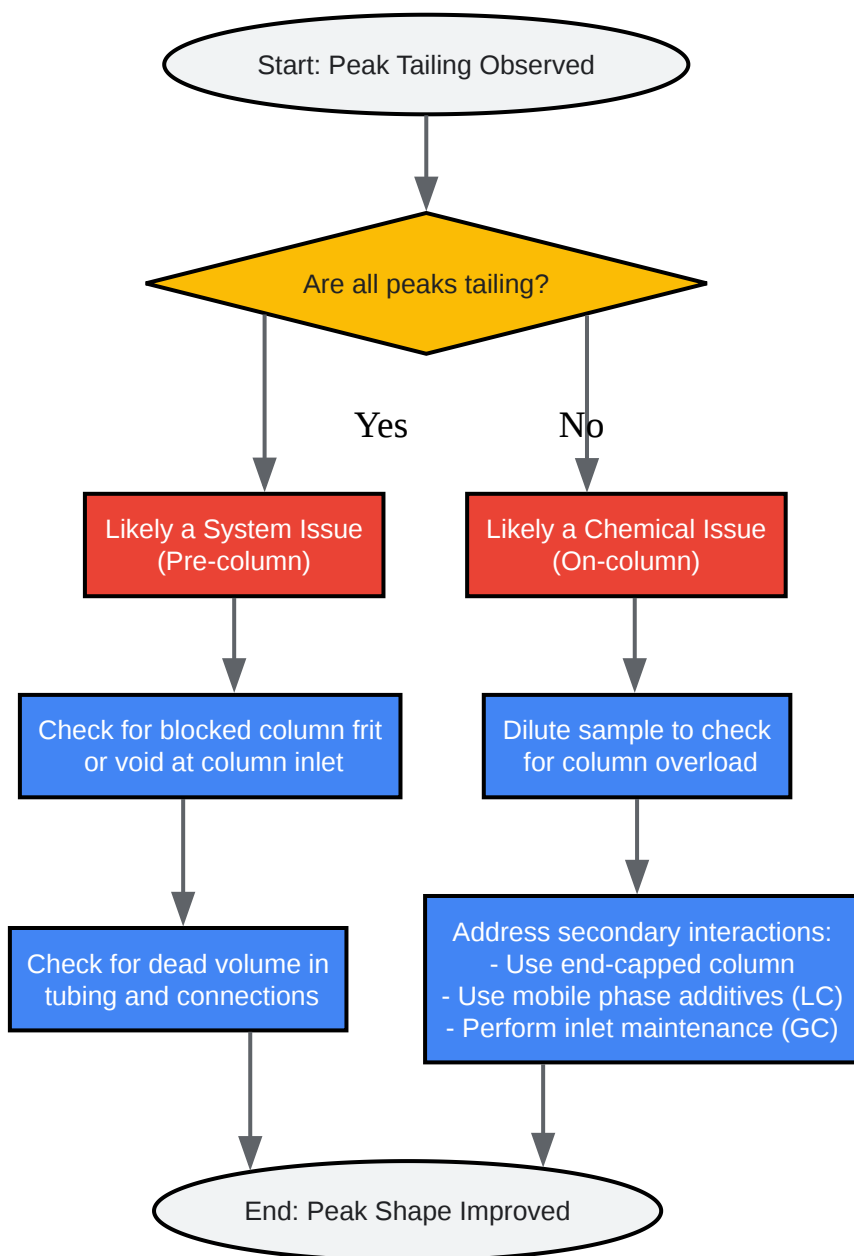 Start: Peak Tailing Observed
Are all peaks tailing?
Yes
No
Likely a System Issue
(Pre-column)
Likely a Chemical Issue
(On-column)
Check for blocked column frit
or void at column inlet
Dilute sample to check
for column overload
Check for dead volume in
tubing and connections
Address secondary interactions:
- Use end-capped column
- Use mobile phase additives (LC)
- Perform inlet maintenance (GC)
End: Peak Shape Improved